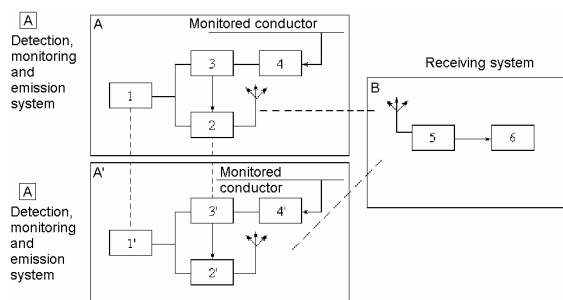 A
Detection,
monitoring
and
emission
system
A
Monitored conductor
3
4
1
2
Receiving system
B
5
6
A
Detection,
monitoring
and
emission
system
A'
Monitored
conductor
3'
4'
1'
2'